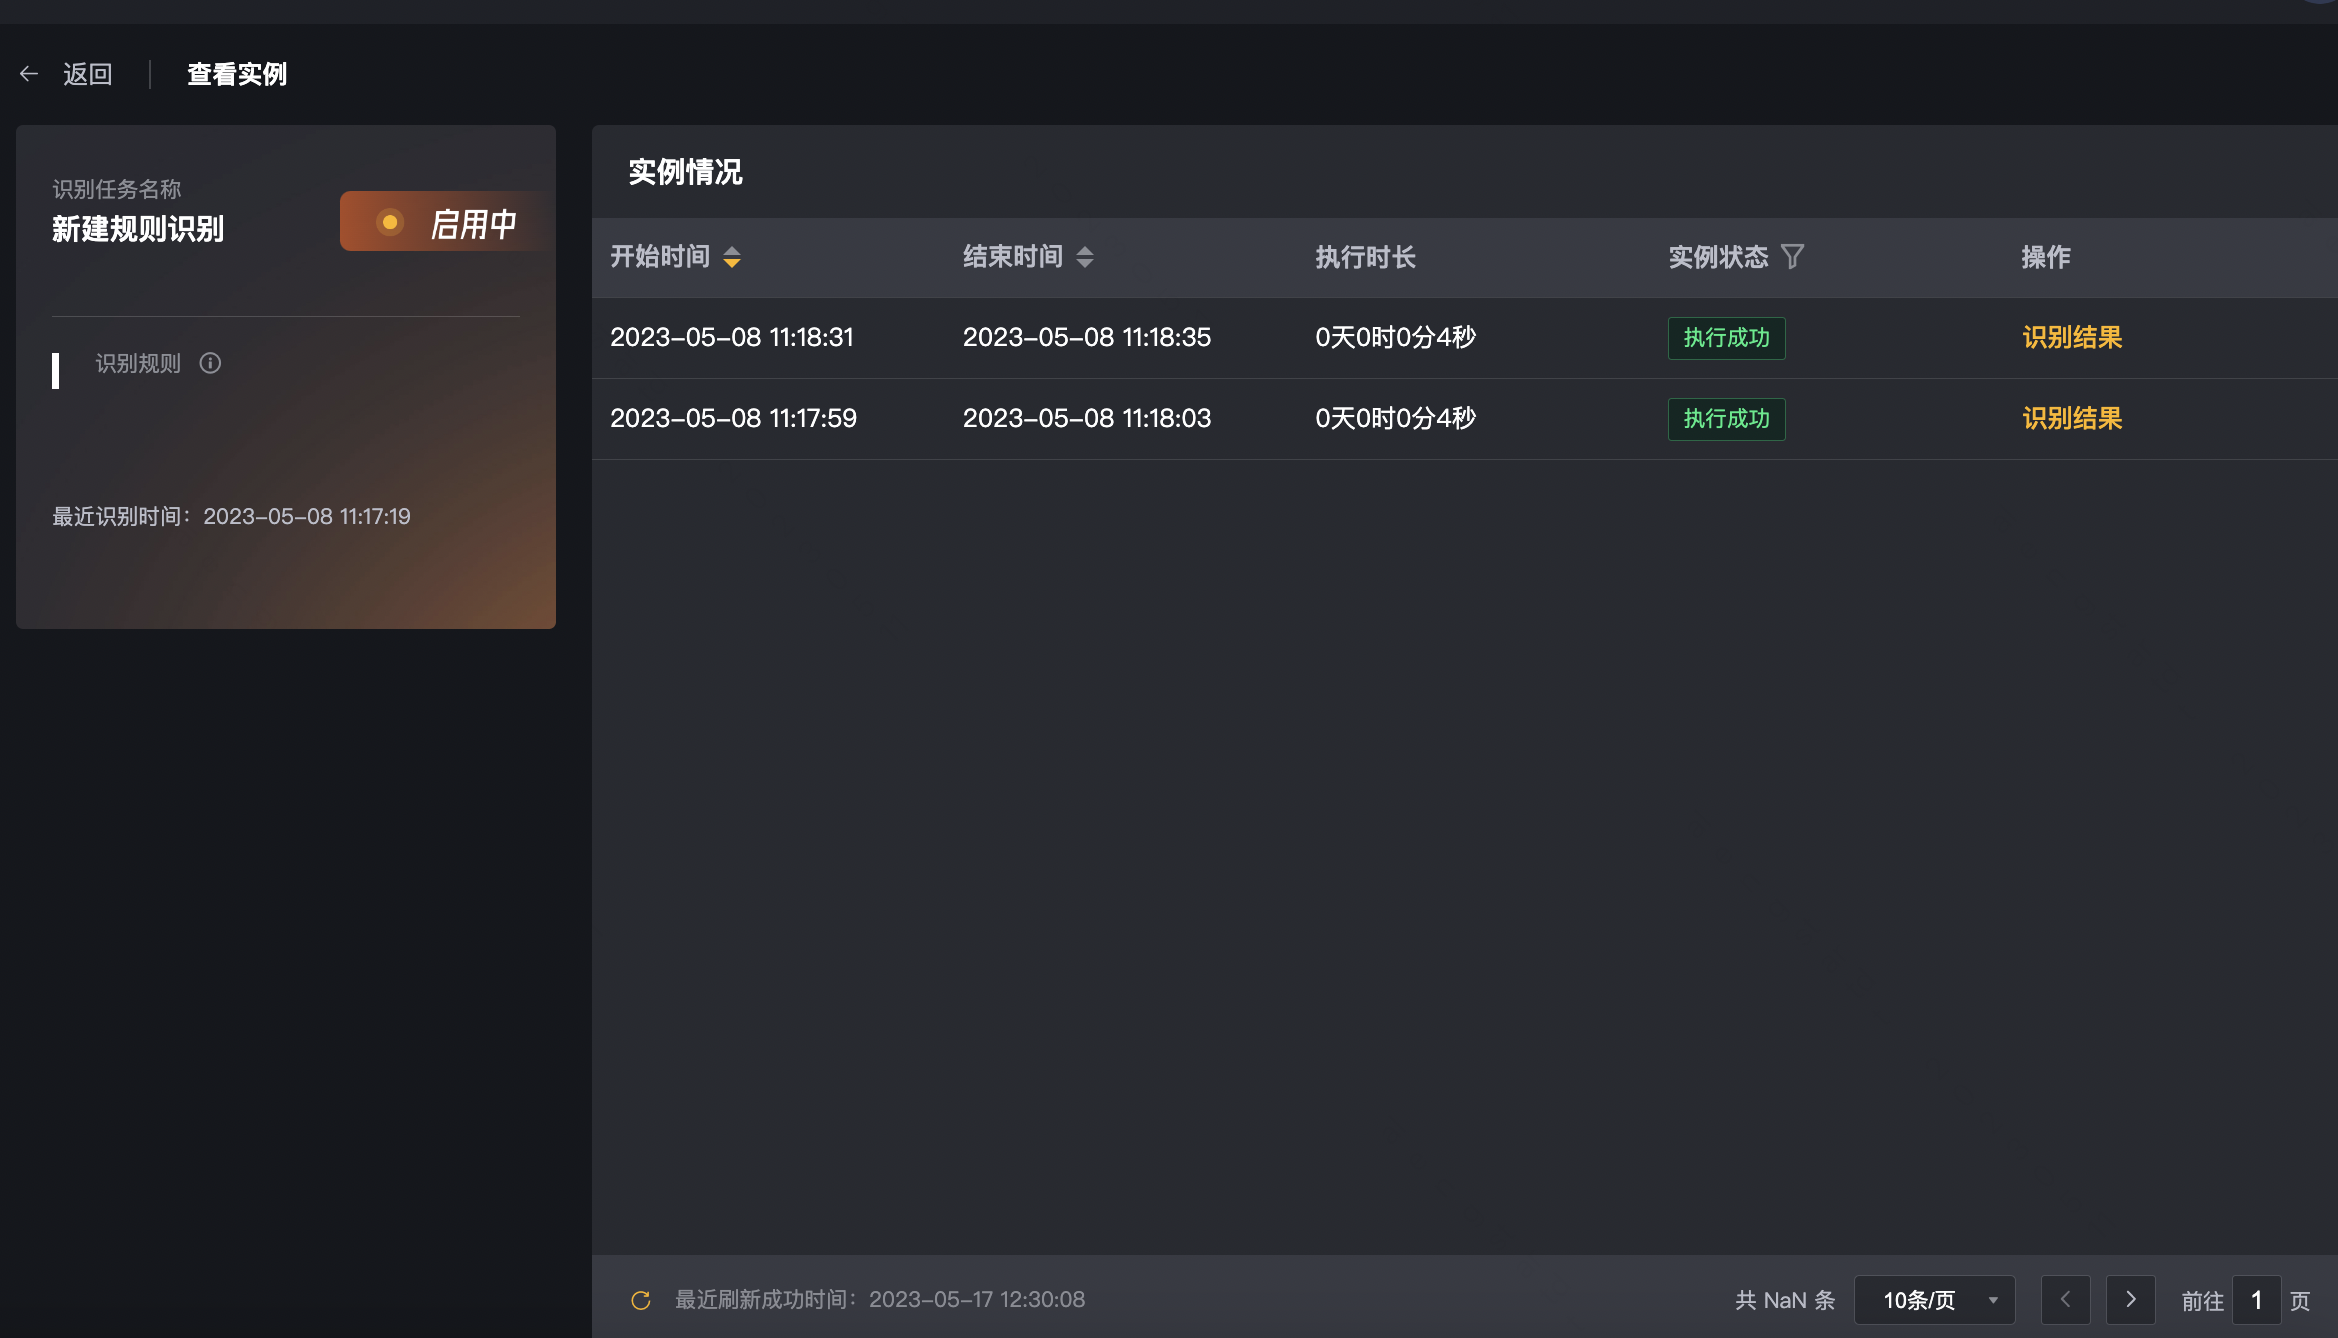 返回
查看实例
识别任务名称
新建规则识别
启用中
识别规则
最近识别时间：2023-05-08 11:17:19
实例情况
开始时间 结束时间 执行时长 实例状态 操作
2023-05-08 11:18:31 2023-05-08 11:18:35 0天0时0分4秒 执行成功 识别结果
2023-05-08 11:17:59 2023-05-08 11:18:03 0天0时0分4秒 执行成功 识别结果
最近刷新成功时间：2023-05-17 12:30:08 共 NaN 条 10条/页 前往 1 页